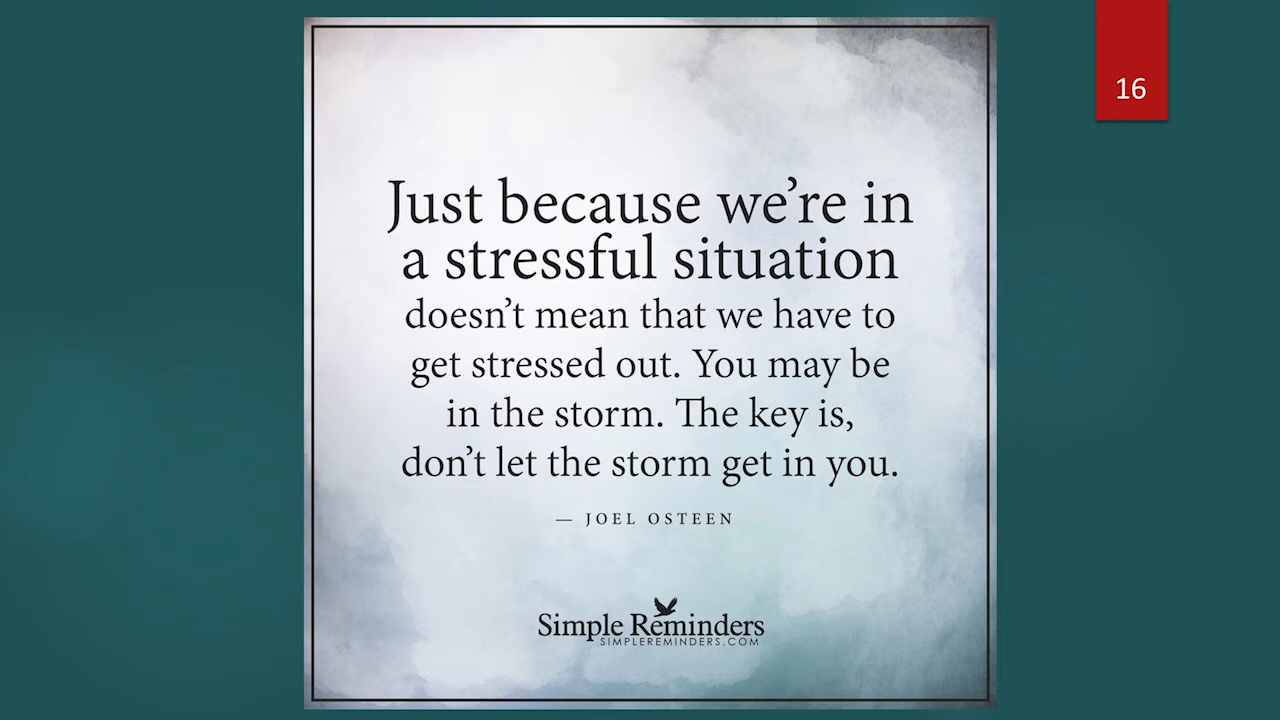 16
Just because we’re in
a stressful situation
doesn’t mean that we have to
get stressed out. You may be
in the storm. The key is,
don’t let the storm get in you.
— JOEL OSTEEN
Simple Reminders
SIMPLEREMINDERS.COM